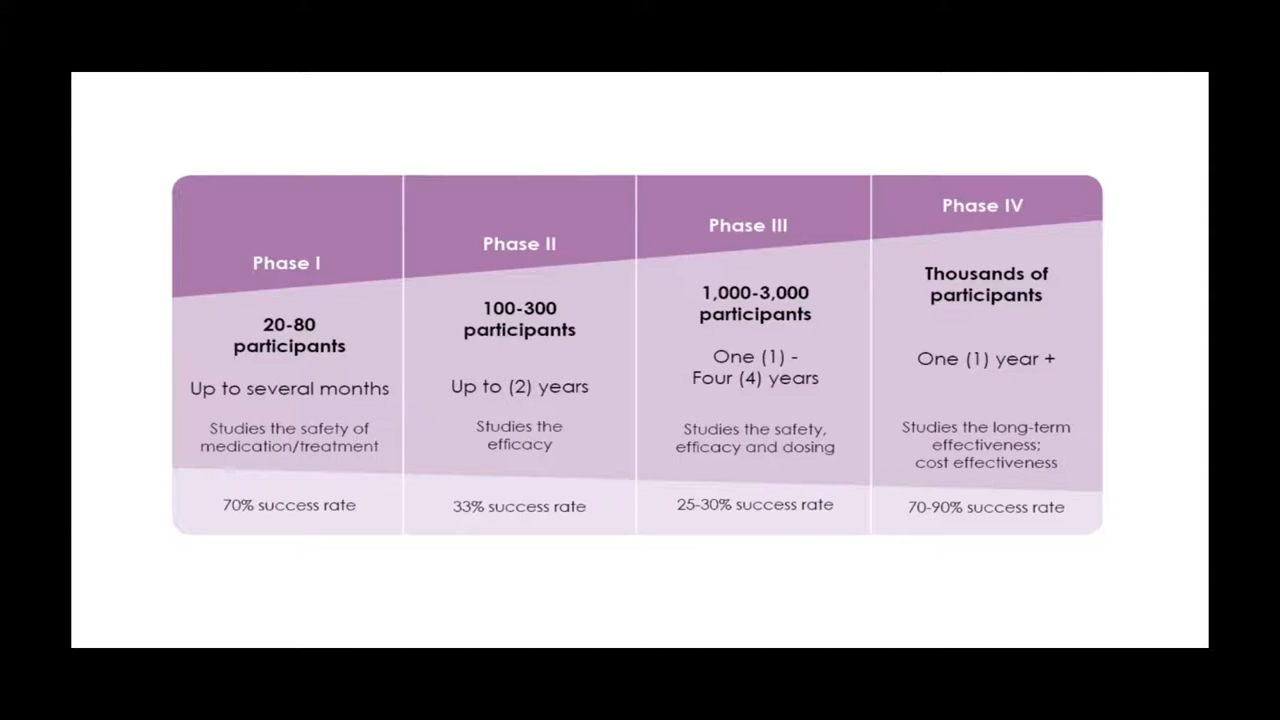 Phase I
20-80
participants
Up to several months
Studies the safety of
medication/treatment
70% success rate
Phase II
100-300
participants
Up to (2) years
Studies the
efficacy
33% success rate
Phase III
1,000-3,000
participants
One (1) -
Four (4) years
Studies the safety,
efficacy and dosing
25-30% success rate
Phase IV
Thousands of
participants
One (1) year +
Studies the long-term
effectiveness;
cost effectiveness
70-90% success rate